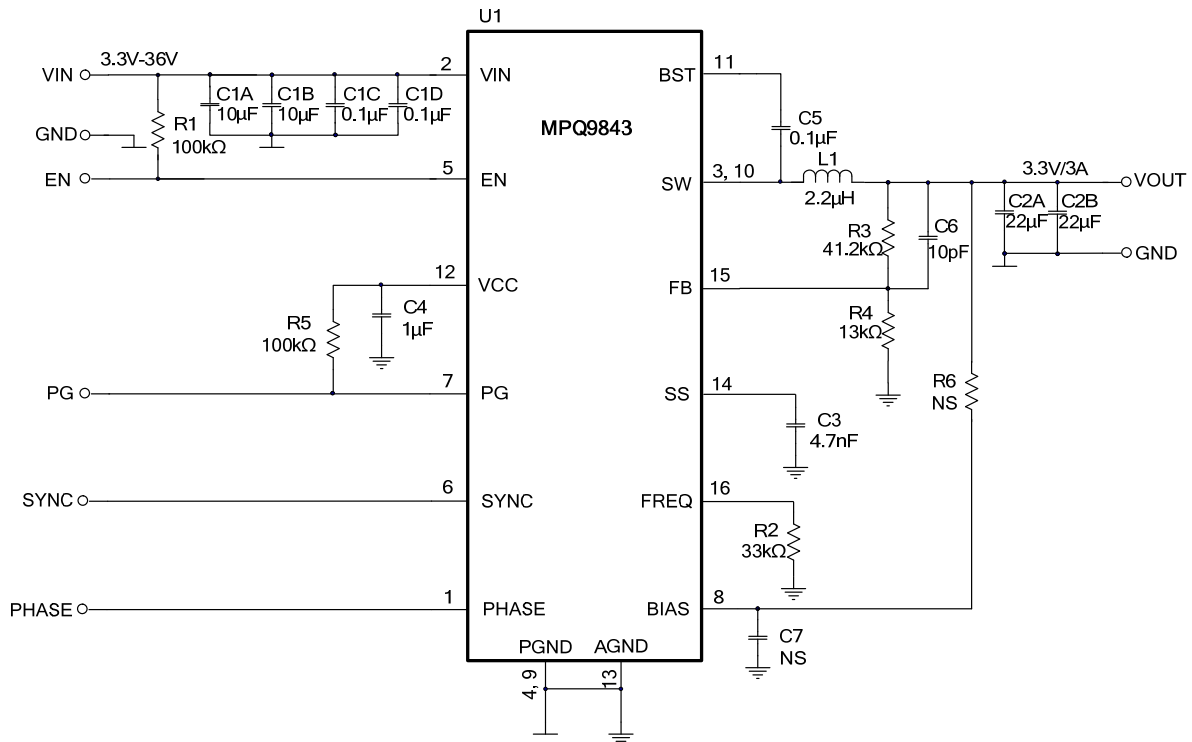 U1
MPQ9843
VIN
3.3V-36V
2
VIN
C1A
10µF
C1B
10µF
C1C
0.1µF
C1D
0.1µF
GND
R1
100kΩ
EN
5
EN
12
VCC
C4
1µF
R5
100kΩ
PG
7
PG
SYNC
6
SYNC
PHASE
1
PHASE
PGND
AGND
4, 9
13
BST
11
C5
0.1µF
SW
3, 10
L1
2.2µH
3.3V/3A
VOUT
C2A
22µF
C2B
22µF
GND
R3
41.2kΩ
C6
10pF
FB
15
R4
13kΩ
SS
14
C3
4.7nF
R6
NS
FREQ
16
R2
33kΩ
BIAS
8
C7
NS